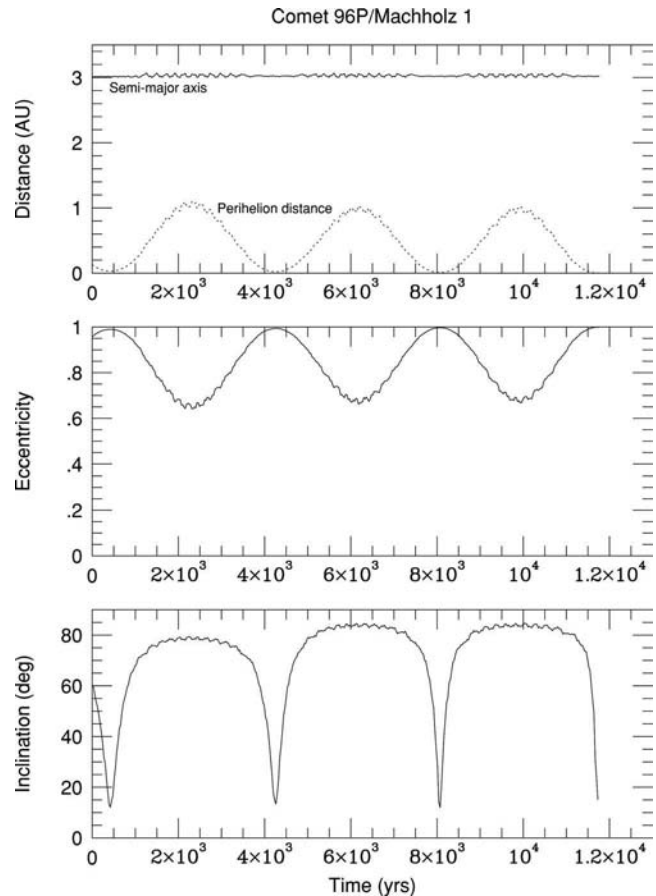 Comet 96P/Machholz 1
Distance (AU)
3
2
1
0
Semi-major axis
Perihelion distance
0 2×10³ 4×10³ 6×10³ 8×10³ 10⁴ 1.2×10⁴
Eccentricity
1
.8
.6
.4
.2
0
0 2×10³ 4×10³ 6×10³ 8×10³ 10⁴ 1.2×10⁴
Inclination (deg)
80
60
40
20
0
0 2×10³ 4×10³ 6×10³ 8×10³ 10⁴ 1.2×10⁴
Time (yrs)